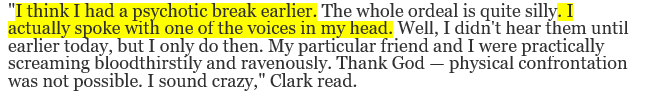 "I think I had a psychotic break earlier. The whole ordeal is quite silly. I
actually spoke with one of the voices in my head. Well, I didn't hear them until
earlier today, but I only do then. My particular friend and I were practically
screaming bloodthirstily and ravenously. Thank God — physical confrontation
was not possible. I sound crazy," Clark read.